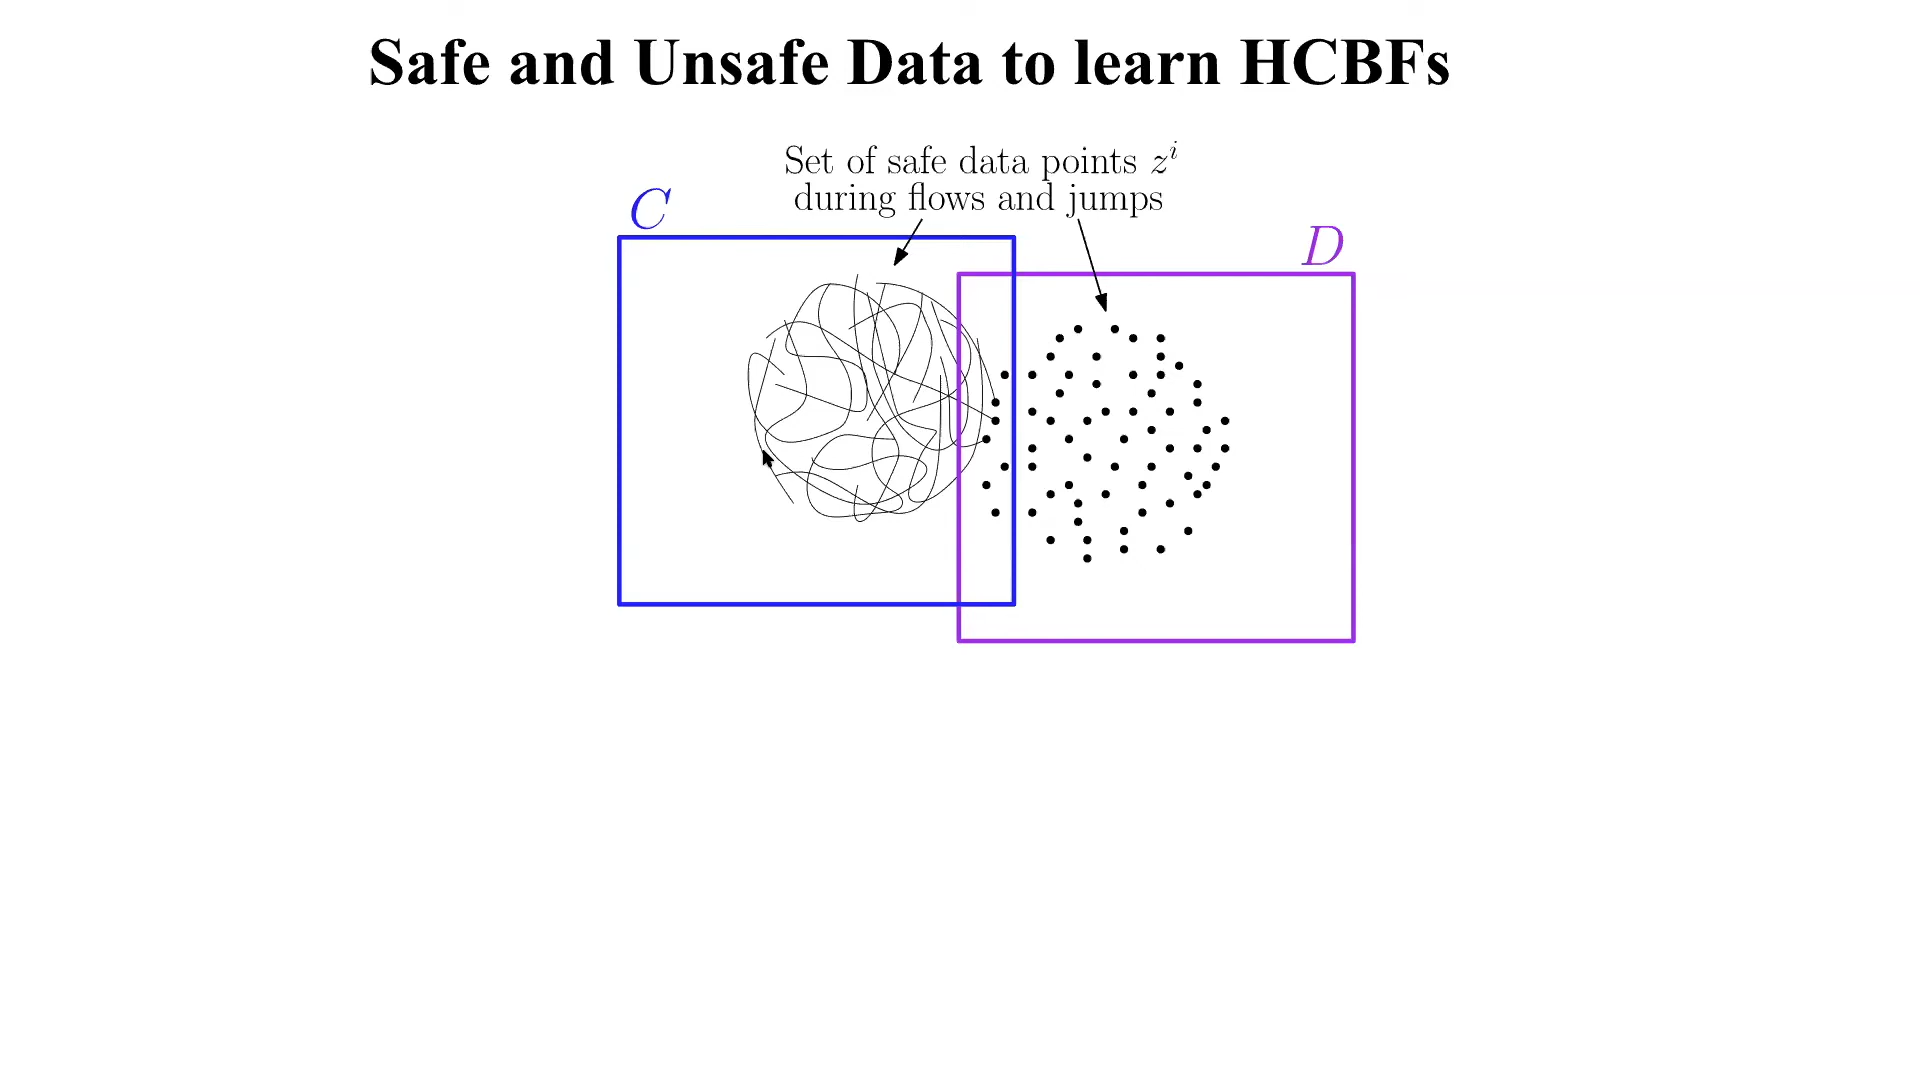 Safe and Unsafe Data to learn HCBFs
Set of safe data points $z^i$
during flows and jumps
C
D